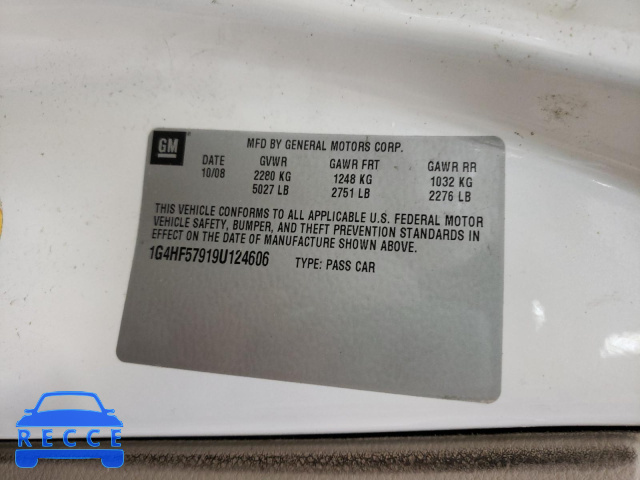 GM
MFD BY GENERAL MOTORS CORP.
DATE GVWR GAWR FRT GAWR RR
10/08 2280 KG 1248 KG 1032 KG
5027 LB 2751 LB 2276 LB
THIS VEHICLE CONFORMS TO ALL APPLICABLE U.S. FEDERAL MOTOR
VEHICLE SAFETY, BUMPER, AND THEFT PREVENTION STANDARDS IN
EFFECT ON THE DATE OF MANUFACTURE SHOWN ABOVE.
1G4HF57919U124606 TYPE: PASS CAR
RECCE